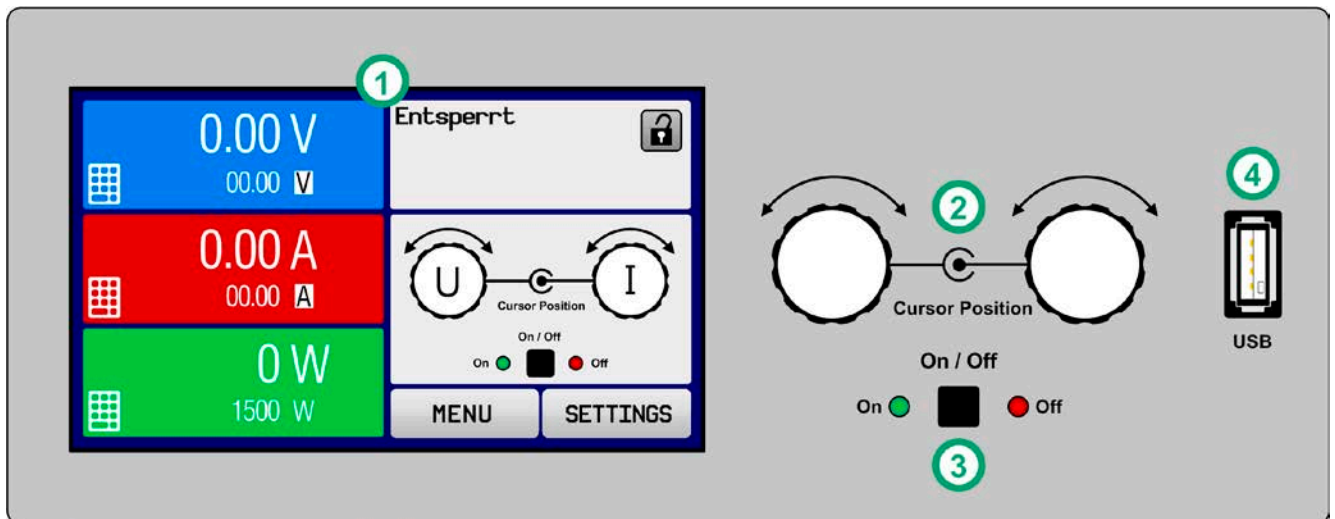 1
0.00 V
00.00 V
0.00 A
00.00 A
0 W
1500 W
Entsperrt
U
I
Cursor Position
On / Off
On
Off
MENU
SETTINGS
2
Cursor Position
On / Off
On
Off
3
4
USB